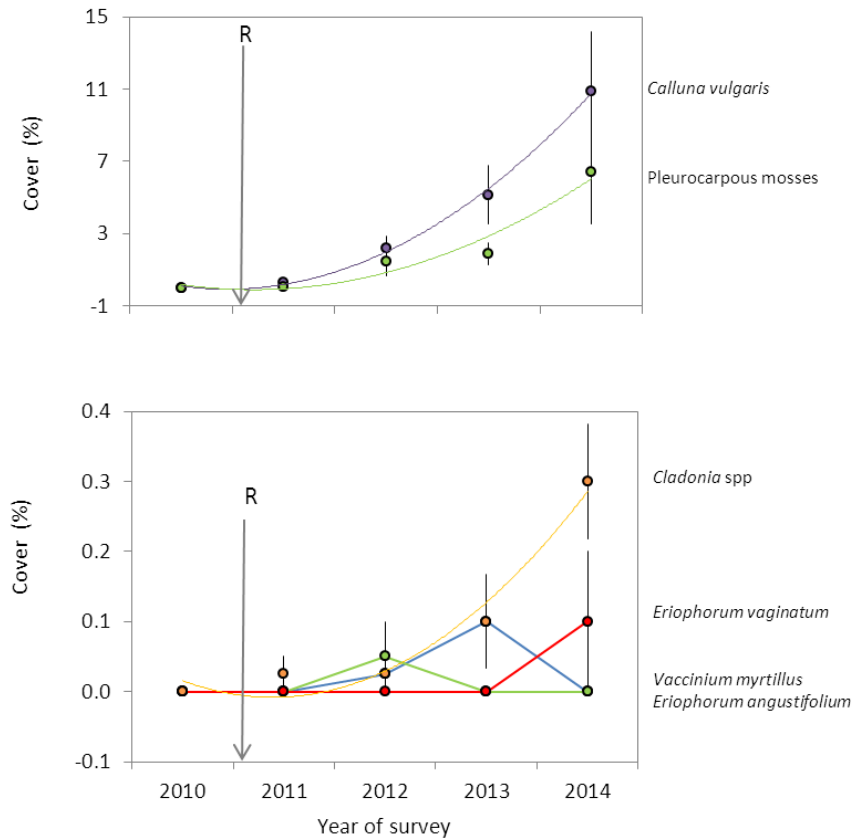 15
R
11
Calluna vulgaris
7
Pleurocarpous mosses
3
-1
Cover (%)
0.4
Cladonia spp
0.3
R
0.2
Eriophorum vaginatum
0.1
Vaccinium myrtillus
0.0
Eriophorum angustifolium
-0.1
Cover (%)
2010 2011 2012 2013 2014
Year of survey